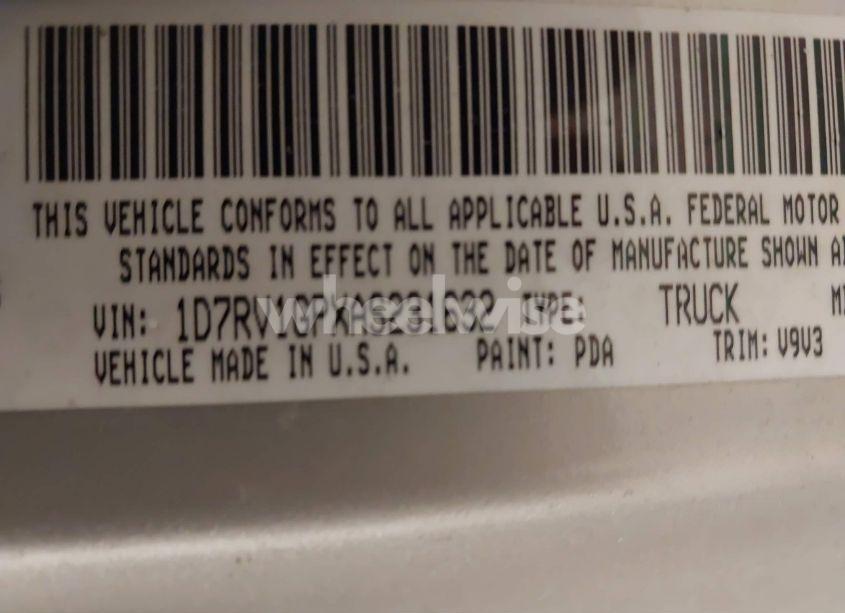 THIS VEHICLE CONFORMS TO ALL APPLICABLE U.S.A. FEDERAL MOTOR
STANDARDS IN EFFECT ON THE DATE OF MANUFACTURE SHOWN
VIN: 1D7RV1GPXAS231632 TYPE: TRUCK
VEHICLE MADE IN U.S.A. PAINT: PDA TRIM: V9V3
wheelwise